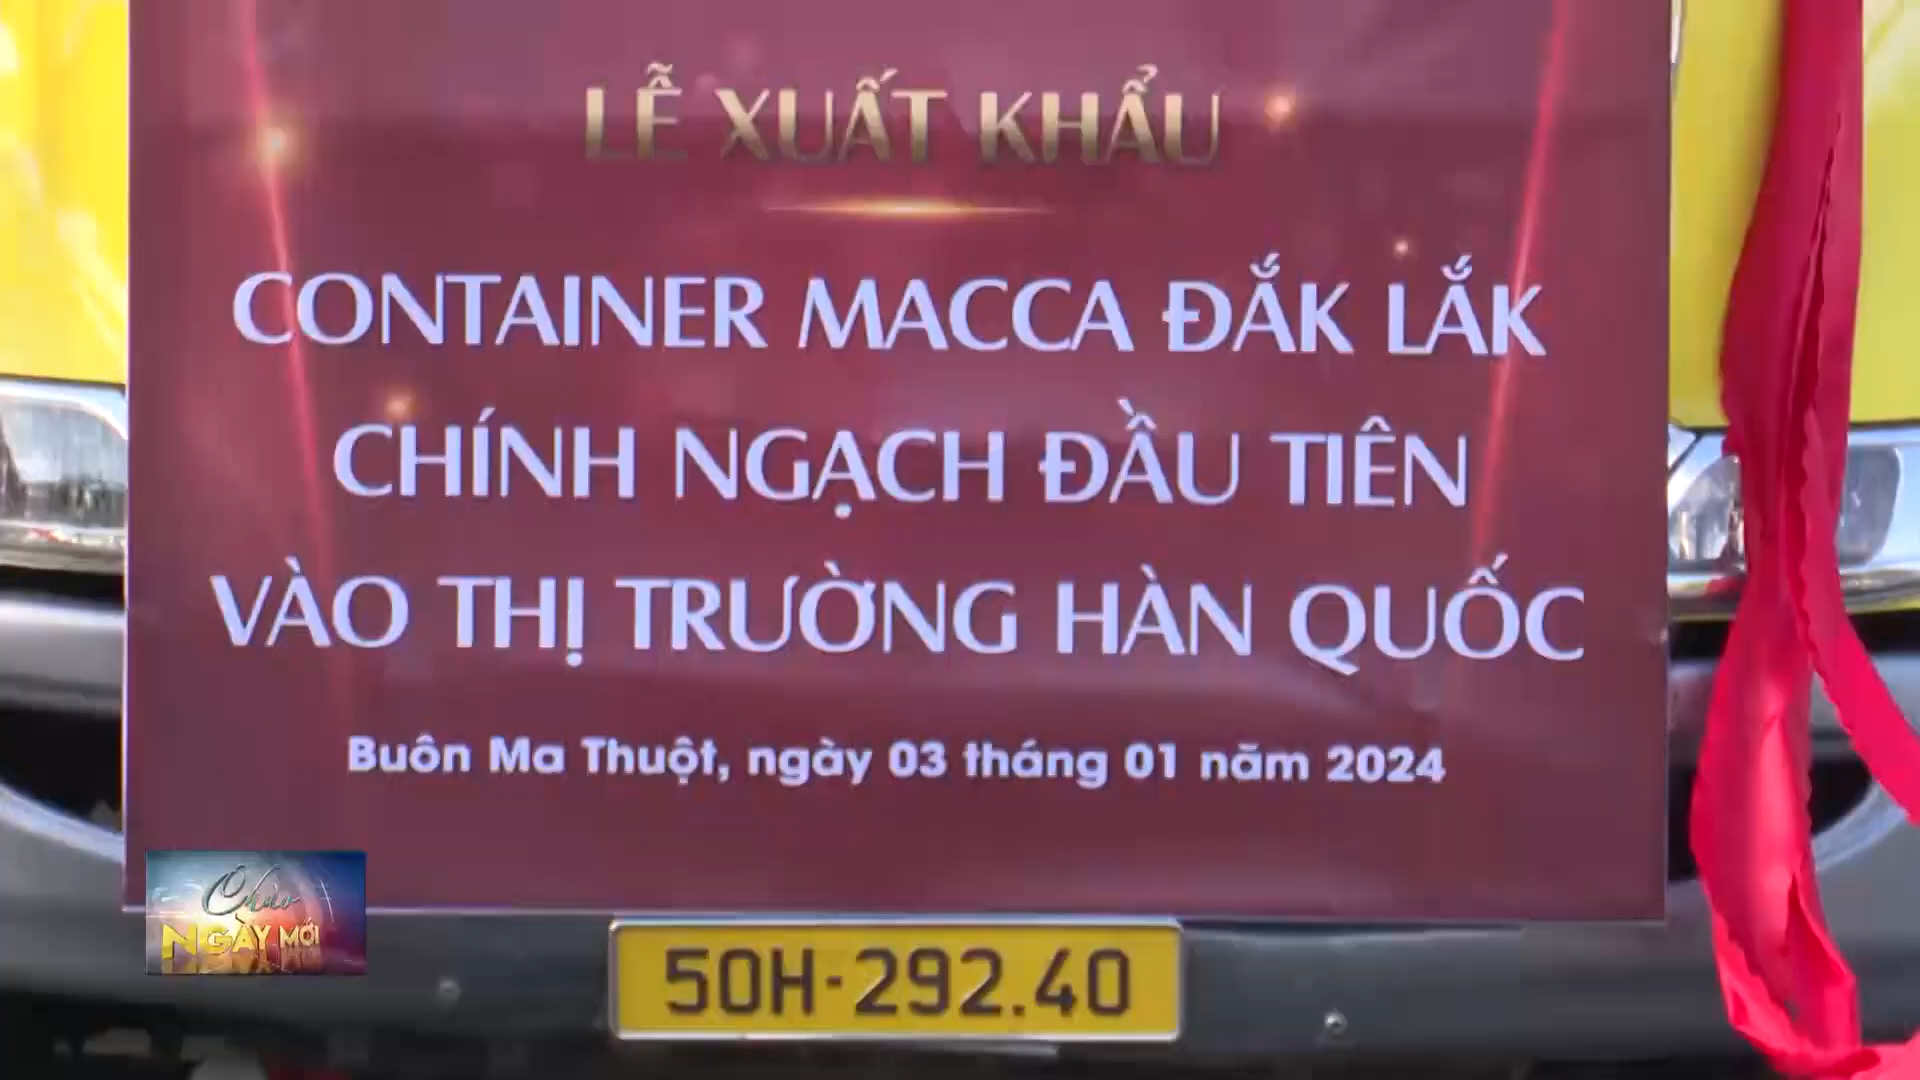 LỄ XUẤT KHẨU
CONTAINER MACCA ĐẮK LẮK
CHÍNH NGẠCH ĐẦU TIÊN
VÀO THỊ TRƯỜNG HÀN QUỐC
Buôn Ma Thuột, ngày 03 tháng 01 năm 2024
Chào
NGÀY MỚI
50H-292.40